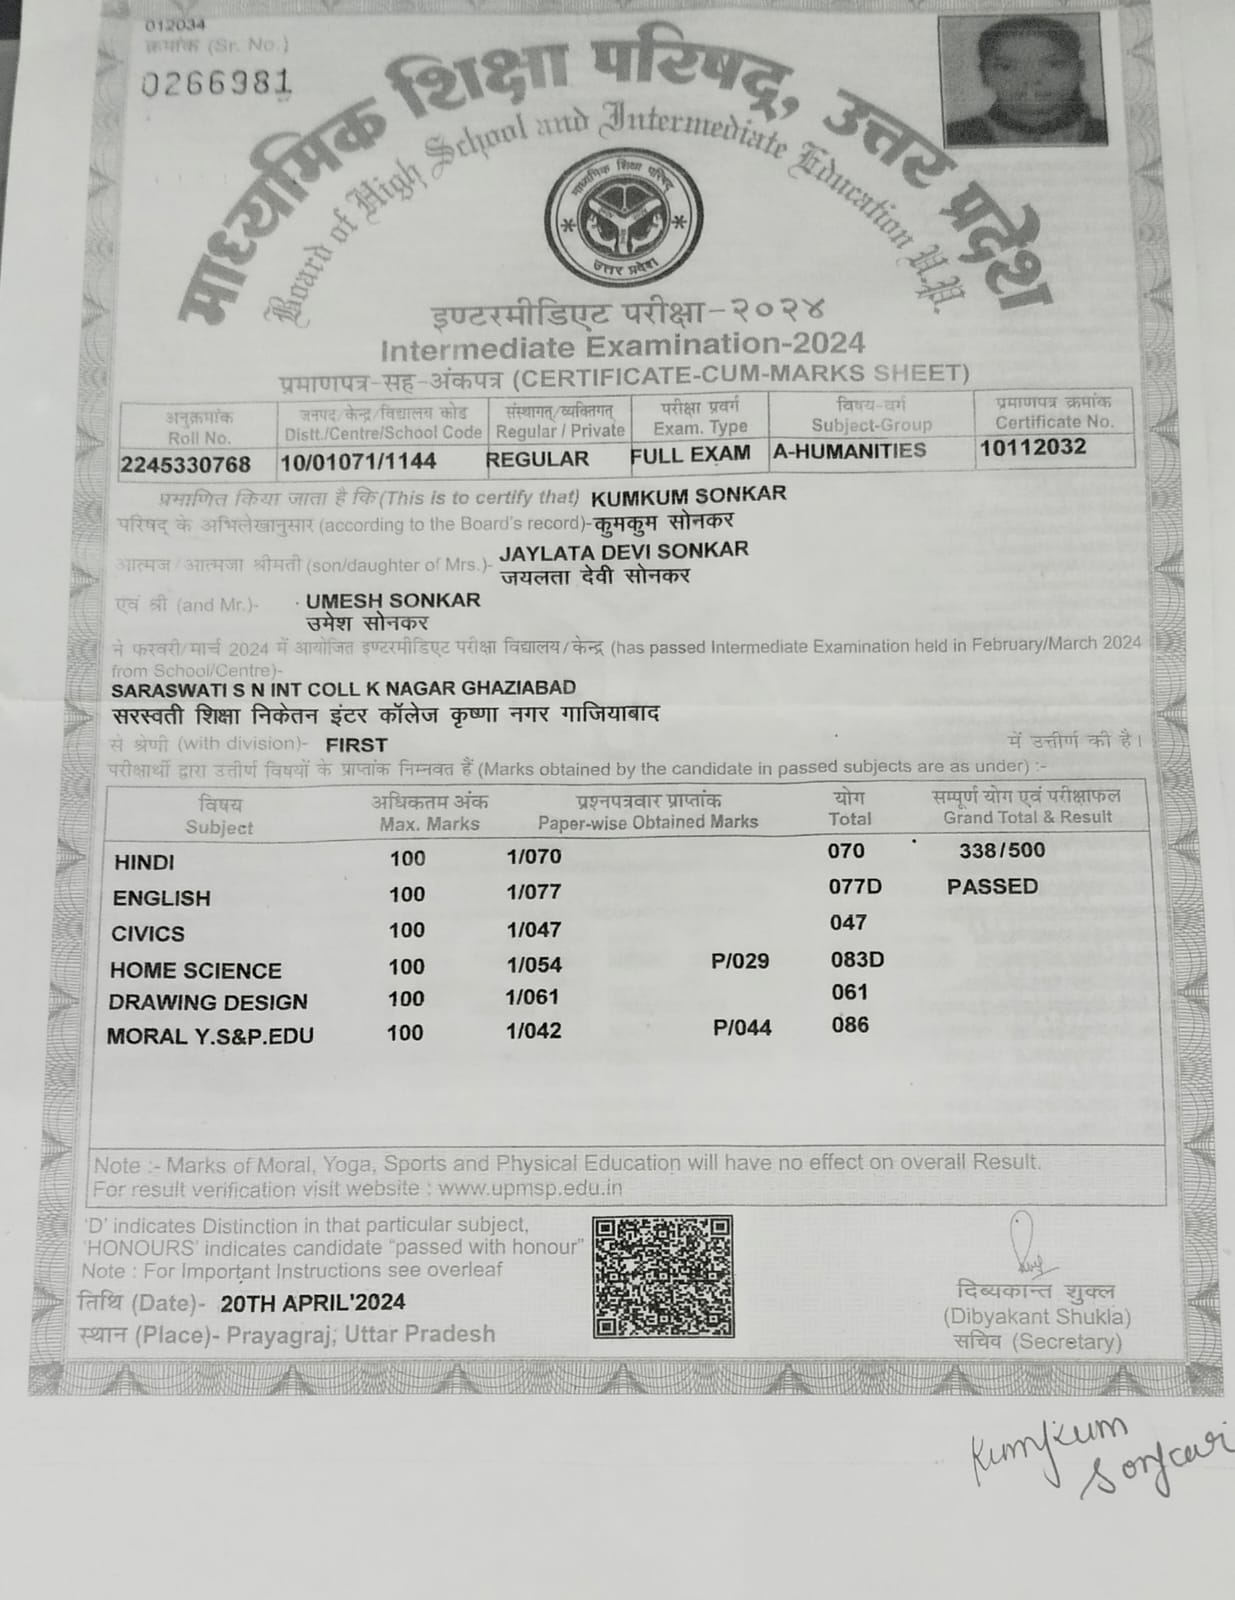 012034
क्रमांक (Sr. No.)
0266981
माध्यमिक शिक्षा परिषद्, उत्तर प्रदेश
Board of High School and Intermediate Education U.P.
माध्यमिक शिक्षा परिषद
उत्तर प्रदेश
इण्टरमीडिएट परीक्षा-२०२४
Intermediate Examination-2024
प्रमाणपत्र-सह-अंकपत्र (CERTIFICATE-CUM-MARKS SHEET)
अनुक्रमांक जनपद/केन्द्र/विद्यालय कोड संस्थागत्/व्यक्तिगत् परीक्षा प्रवर्ग विषय-वर्ग प्रमाणपत्र क्रमांक
Roll No. Distt./Centre/School Code Regular / Private Exam. Type Subject-Group Certificate No.
2245330768 10/01071/1144 REGULAR FULL EXAM A-HUMANITIES 10112032
प्रमाणित किया जाता है कि (This is to certify that) KUMKUM SONKAR
परिषद् के अभिलेखानुसार (according to the Board's record)- कुमकुम सोनकर
आत्मज/आत्मजा श्रीमती (son/daughter of Mrs.)- JAYLATA DEVI SONKAR
जयलता देवी सोनकर
एवं श्री (and Mr.)- UMESH SONKAR
उमेश सोनकर
ने फरवरी/मार्च 2024 में आयोजित इण्टरमीडिएट परीक्षा विद्यालय/केन्द्र (has passed Intermediate Examination held in February/March 2024
from School/Centre)-
SARASWATI S N INT COLL K NAGAR GHAZIABAD
सरस्वती शिक्षा निकेतन इंटर कॉलेज कृष्णा नगर गाजियाबाद
से श्रेणी (with division)- FIRST में उत्तीर्ण की है।
परीक्षार्थी द्वारा उत्तीर्ण विषयों के प्राप्तांक निम्नवत हैं (Marks obtained by the candidate in passed subjects are as under) :-
विषय अधिकतम अंक प्रश्नपत्रवार प्राप्तांक योग सम्पूर्ण योग एवं परीक्षाफल
Subject Max. Marks Paper-wise Obtained Marks Total Grand Total & Result
HINDI 100 1/070 070 338/500
ENGLISH 100 1/077 077D PASSED
CIVICS 100 1/047 047
HOME SCIENCE 100 1/054 P/029 083D
DRAWING DESIGN 100 1/061 061
MORAL Y.S&P.EDU 100 1/042 P/044 086
Note :- Marks of Moral, Yoga, Sports and Physical Education will have no effect on overall Result.
For result verification visit website : www.upmsp.edu.in
'D' indicates Distinction in that particular subject,
'HONOURS' indicates candidate "passed with honour"
Note : For Important Instructions see overleaf
तिथि (Date)- 20TH APRIL'2024
स्थान (Place)- Prayagraj, Uttar Pradesh
दिब्यकान्त शुक्ल
(Dibyakant Shukla)
सचिव (Secretary)
Kumkum
Sonkar